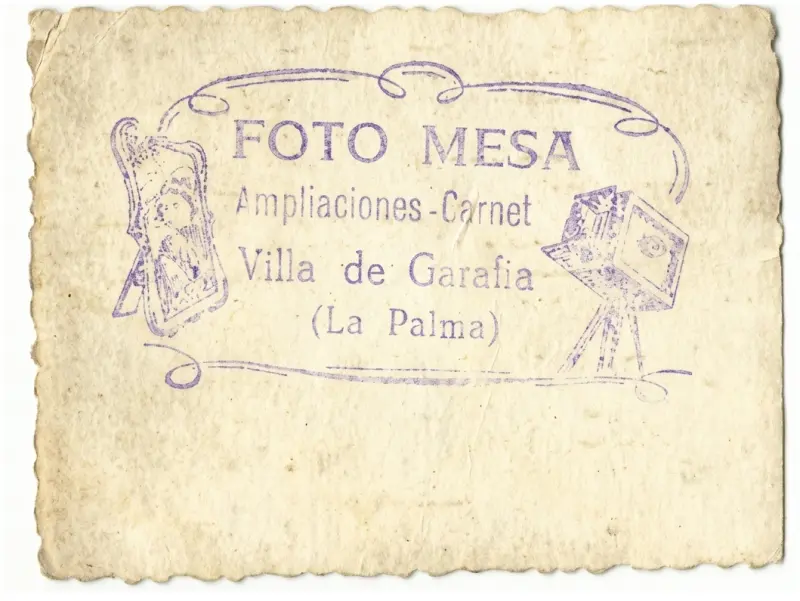 FOTO MESA
Ampliaciones-Carnet
Villa de Garafia
(La Palma)